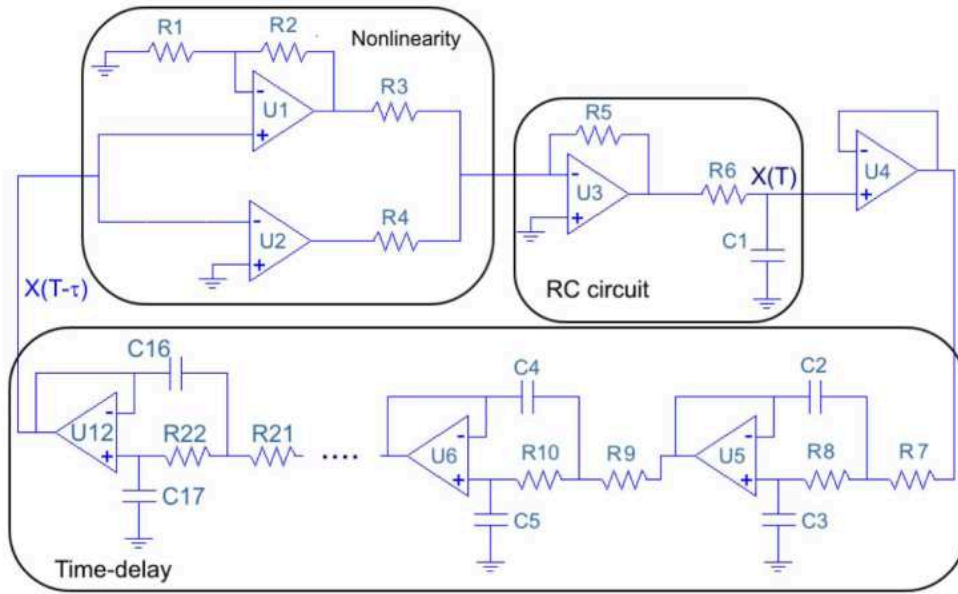 R1
R2
Nonlinearity
-
U1
+
R3
-
U2
+
R4
R5
-
U3
+
R6
X(T)
C1
RC circuit
-
U4
+
X(T-τ)
C16
-
U12
+
R22
R21
C17
....
C4
-
U6
+
R10
R9
C5
C2
-
U5
+
R8
R7
C3
Time-delay